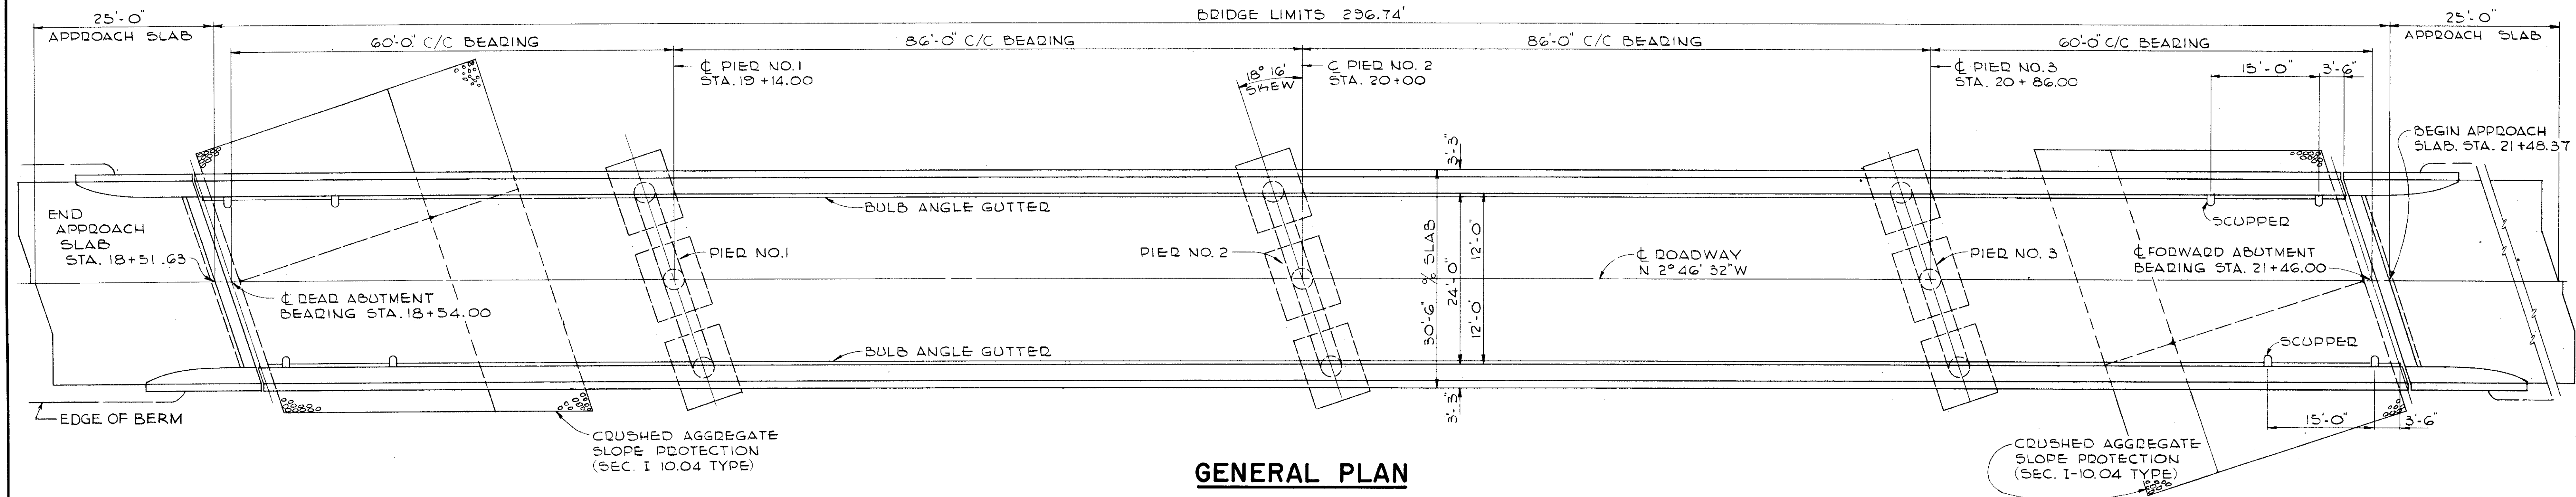 BRIDGE LIMITS 296.74'
25'-0"
APPROACH SLAB
60'-0" C/C BEARING
86'-0" C/C BEARING
86'-0" C/C BEARING
60'-0" C/C BEARING
25'-0"
APPROACH SLAB
℄ PIER NO.1
STA. 19+14.00
18° 16'
SKEW
℄ PIER NO. 2
STA. 20+00
℄ PIER NO.3
STA. 20+86.00
15'-0"
3'-6"
3'-3"
BEGIN APPROACH
SLAB. STA. 21+48.37
END
APPROACH
SLAB
STA. 18+51.63
BULB ANGLE GUTTER
SCUPPER
PIER NO.1
PIER NO. 2
30'-6" O/O SLAB
24'-0"
12'-0"
12'-0"
℄ ROADWAY
N 2°46' 32"W
PIER NO. 3
℄ FORWARD ABUTMENT
BEARING STA. 21+46.00
℄ REAR ABUTMENT
BEARING STA. 18+54.00
BULB ANGLE GUTTER
SCUPPER
3'-3"
15'-0"
3'-6"
EDGE OF BERM
CRUSHED AGGREGATE
SLOPE PROTECTION
(SEC. I 10.04 TYPE)
CRUSHED AGGREGATE
SLOPE PROTECTION
(SEC. I-10.04 TYPE)
GENERAL PLAN